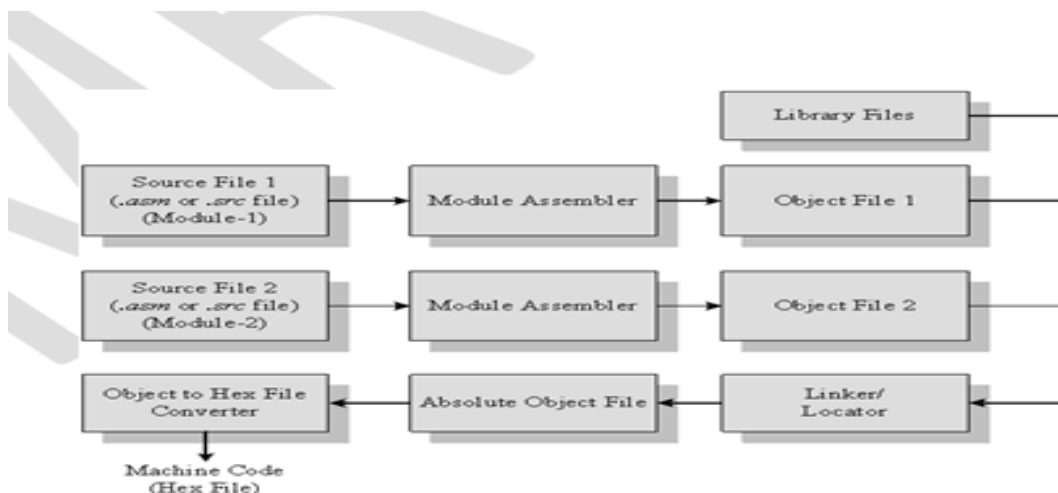 Library Files
Source File 1
(.asm or .src file)
(Module-1)
Module Assembler
Object File 1
Source File 2
(.asm or .src file)
(Module-2)
Module Assembler
Object File 2
Object to Hex File
Converter
Absolute Object File
Linker/
Locator
Machine Code
(Hex File)